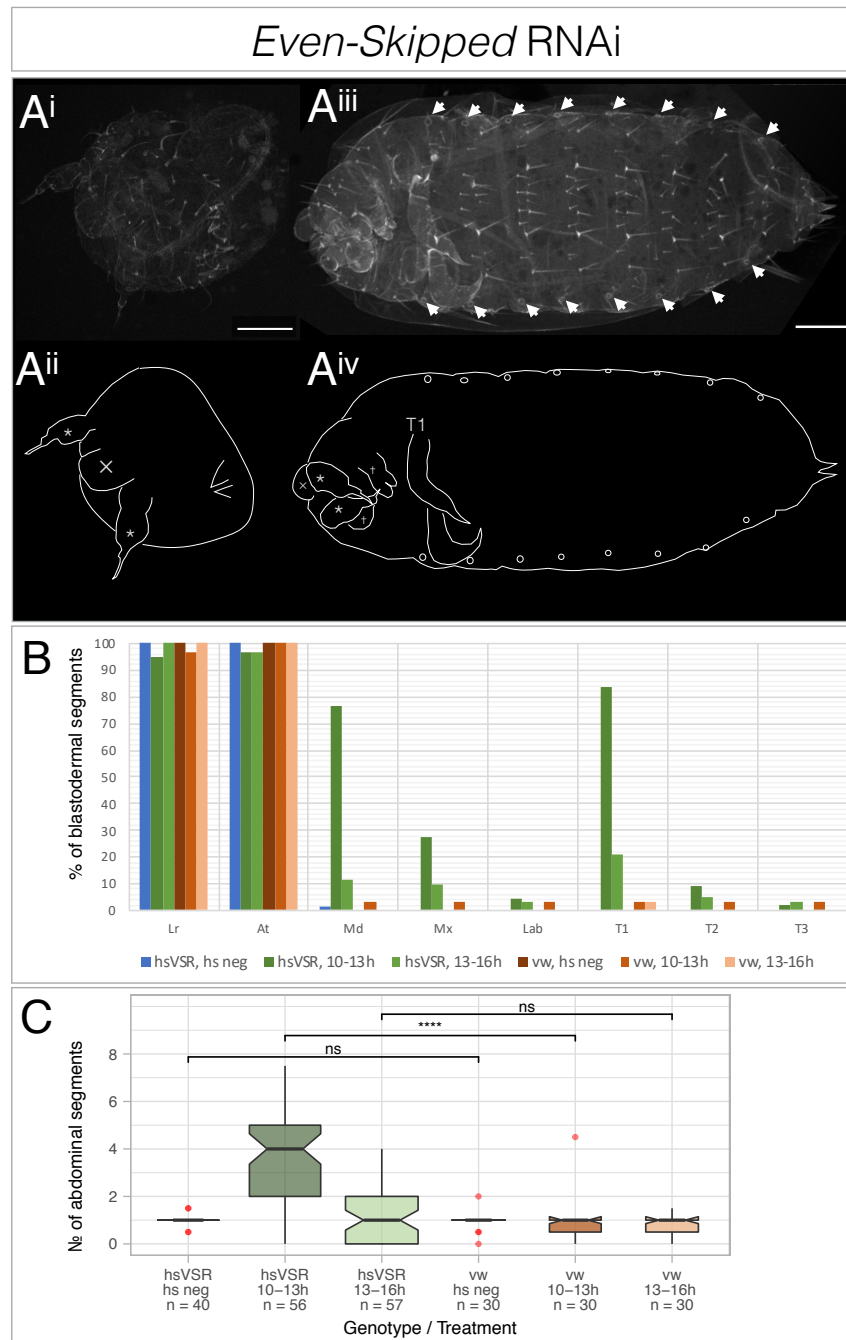 Even-Skipped RNAi
Ai
Aiii
Aii
Aiv
*
×
*
T1
×
*
†
*
†
B
% of blastodermal segments
100
90
80
70
60
50
40
30
20
10
0
Lr At Md Mx Lab T1 T2 T3
hsVSR, hs neg hsVSR, 10-13h hsVSR, 13-16h vw, hs neg vw, 10-13h vw, 13-16h
C
ns
****
ns
№ of abdominal segments
8
6
4
2
0
hsVSR hsVSR hsVSR vw vw vw
hs neg 10–13h 13–16h hs neg 10–13h 13–16h
n = 40 n = 56 n = 57 n = 30 n = 30 n = 30
Genotype / Treatment